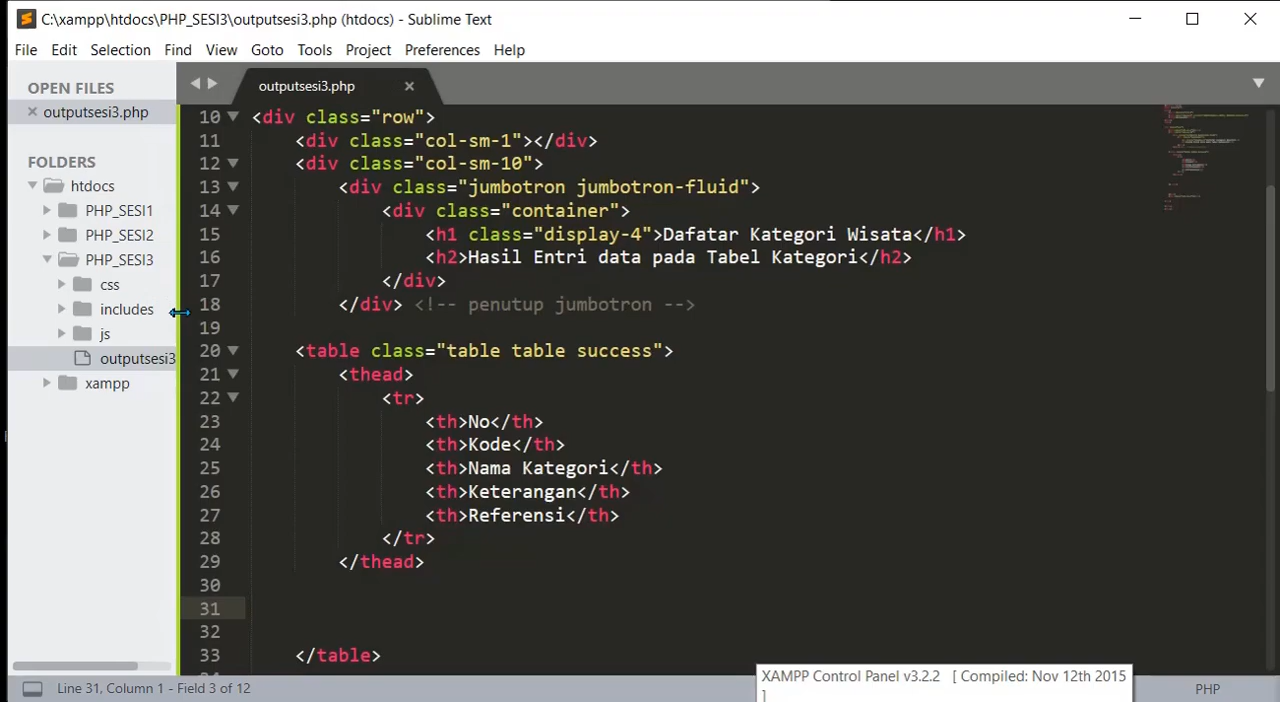 C:\xampp\htdocs\PHP_SESI3\outputsesi3.php (htdocs) - Sublime Text
File Edit Selection Find View Goto Tools Project Preferences Help
OPEN FILES
outputsesi3.php
FOLDERS
htdocs
PHP_SESI1
PHP_SESI2
PHP_SESI3
css
includes
js
outputsesi3
xampp
outputsesi3.php
10 <div class="row">
11 <div class="col-sm-1"></div>
12 <div class="col-sm-10">
13 <div class="jumbotron jumbotron-fluid">
14 <div class="container">
15 <h1 class="display-4">Dafatar Kategori Wisata</h1>
16 <h2>Hasil Entri data pada Tabel Kategori</h2>
17 </div>
18 </div> <!-- penutup jumbotron -->
19
20 <table class="table table success">
21 <thead>
22 <tr>
23 <th>No</th>
24 <th>Kode</th>
25 <th>Nama Kategori</th>
26 <th>Keterangan</th>
27 <th>Referensi</th>
28 </tr>
29 </thead>
30
31
32
33 </table>
Line 31, Column 1 - Field 3 of 12
XAMPP Control Panel v3.2.2 [ Compiled: Nov 12th 2015
]
PHP